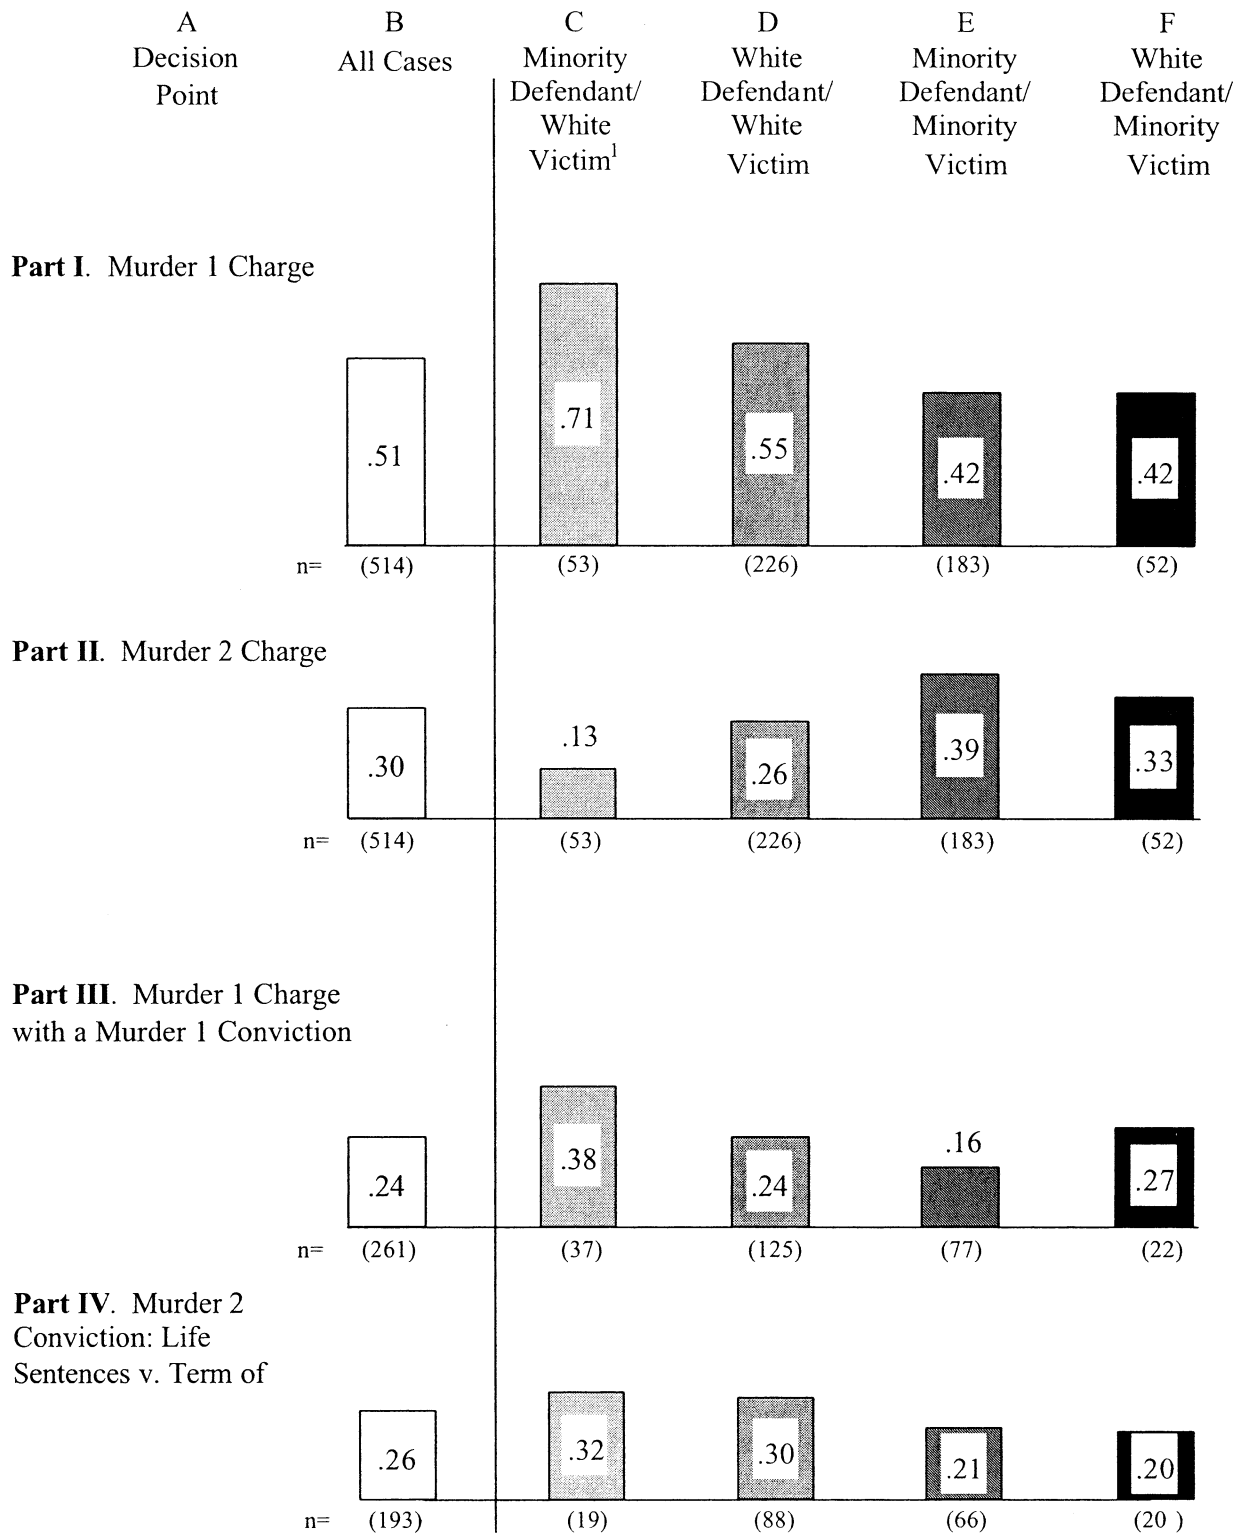 A B C D E F
Decision Point
All Cases
Minority Defendant/ White Victim1
White Defendant/ White Victim
Minority Defendant/ Minority Victim
White Defendant/ Minority Victim
Part I. Murder 1 Charge
.51 .71 .55 .42 .42
n= (514) (53) (226) (183) (52)
Part II. Murder 2 Charge
.30 .13 .26 .39 .33
n= (514) (53) (226) (183) (52)
Part III. Murder 1 Charge
with a Murder 1 Conviction
.24 .38 .24 .16 .27
n= (261) (37) (125) (77) (22)
Part IV. Murder 2
Conviction: Life
Sentences v. Term of
.26 .32 .30 .21 .20
n= (193) (19) (88) (66) (20 )